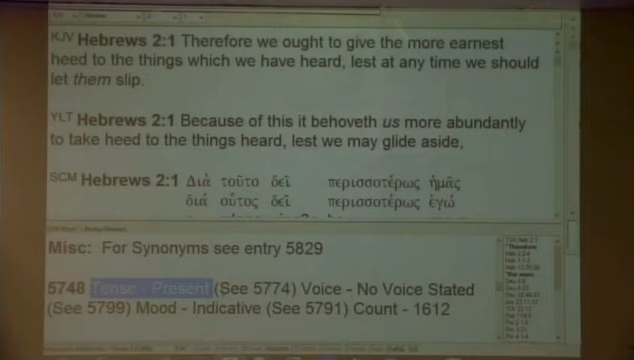 KJV Hebrews 2:1 Therefore we ought to give the more earnest
heed to the things which we have heard, lest at any time we should
let them slip.
YLT Hebrews 2:1 Because of this it behoveth us more abundantly
to take heed to the things heard, lest we may glide aside,
SCM Hebrews 2:1 Διὰ τοῦτο δεῖ περισσοτέρως ἡμᾶς
διά οὗτος δεῖ περισσοτέρως ἐγώ
Misc: For Synonyms see entry 5829
5748 Tense - Present (See 5774) Voice - No Voice Stated
(See 5799) Mood - Indicative (See 5791) Count - 1612